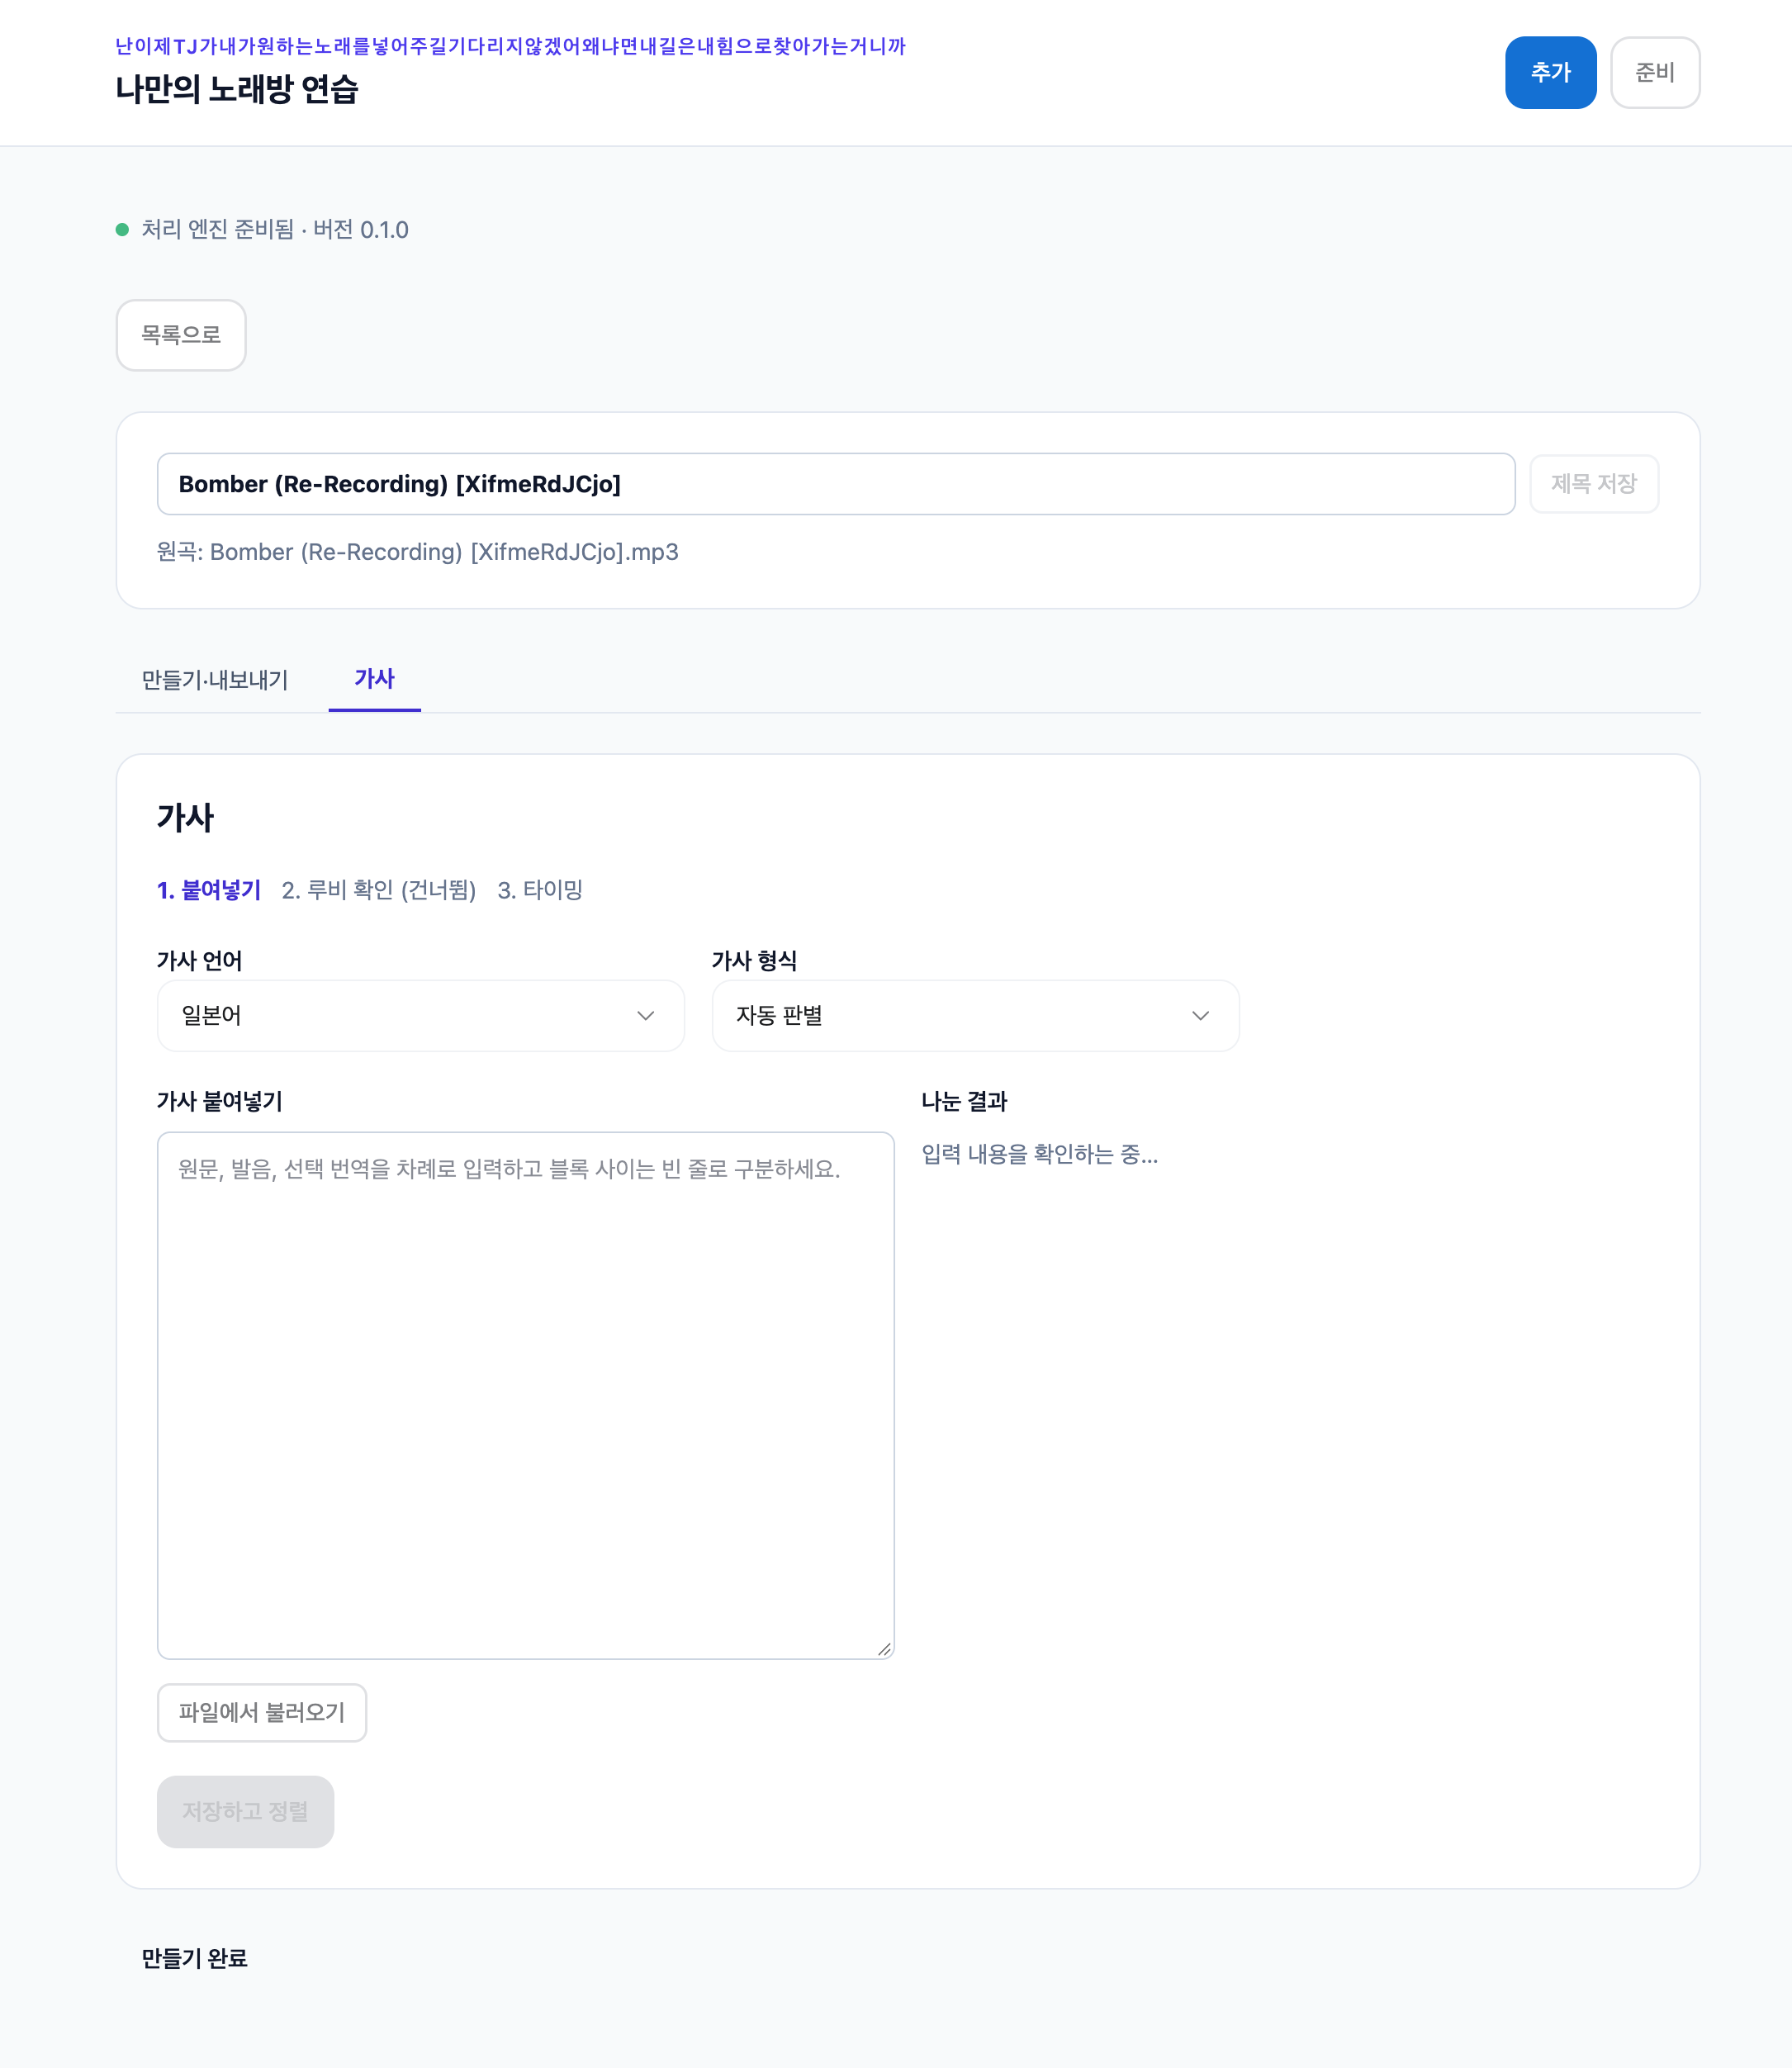 난이제TJ가내가원하는노래를넣어주길기다리지않겠어왜냐면내길은내힘으로찾아가는거니까
나만의 노래방 연습
추가
준비
처리 엔진 준비됨 · 버전 0.1.0
목록으로
Bomber (Re-Recording) [XifmeRdJCjo]
제목 저장
원곡: Bomber (Re-Recording) [XifmeRdJCjo].mp3
만들기·내보내기
가사
가사
1. 붙여넣기
2. 루비 확인 (건너뜀)
3. 타이밍
가사 언어
가사 형식
일본어
자동 판별
가사 붙여넣기
나눈 결과
원문, 발음, 선택 번역을 차례로 입력하고 블록 사이는 빈 줄로 구분하세요.
입력 내용을 확인하는 중...
파일에서 불러오기
저장하고 정렬
만들기 완료